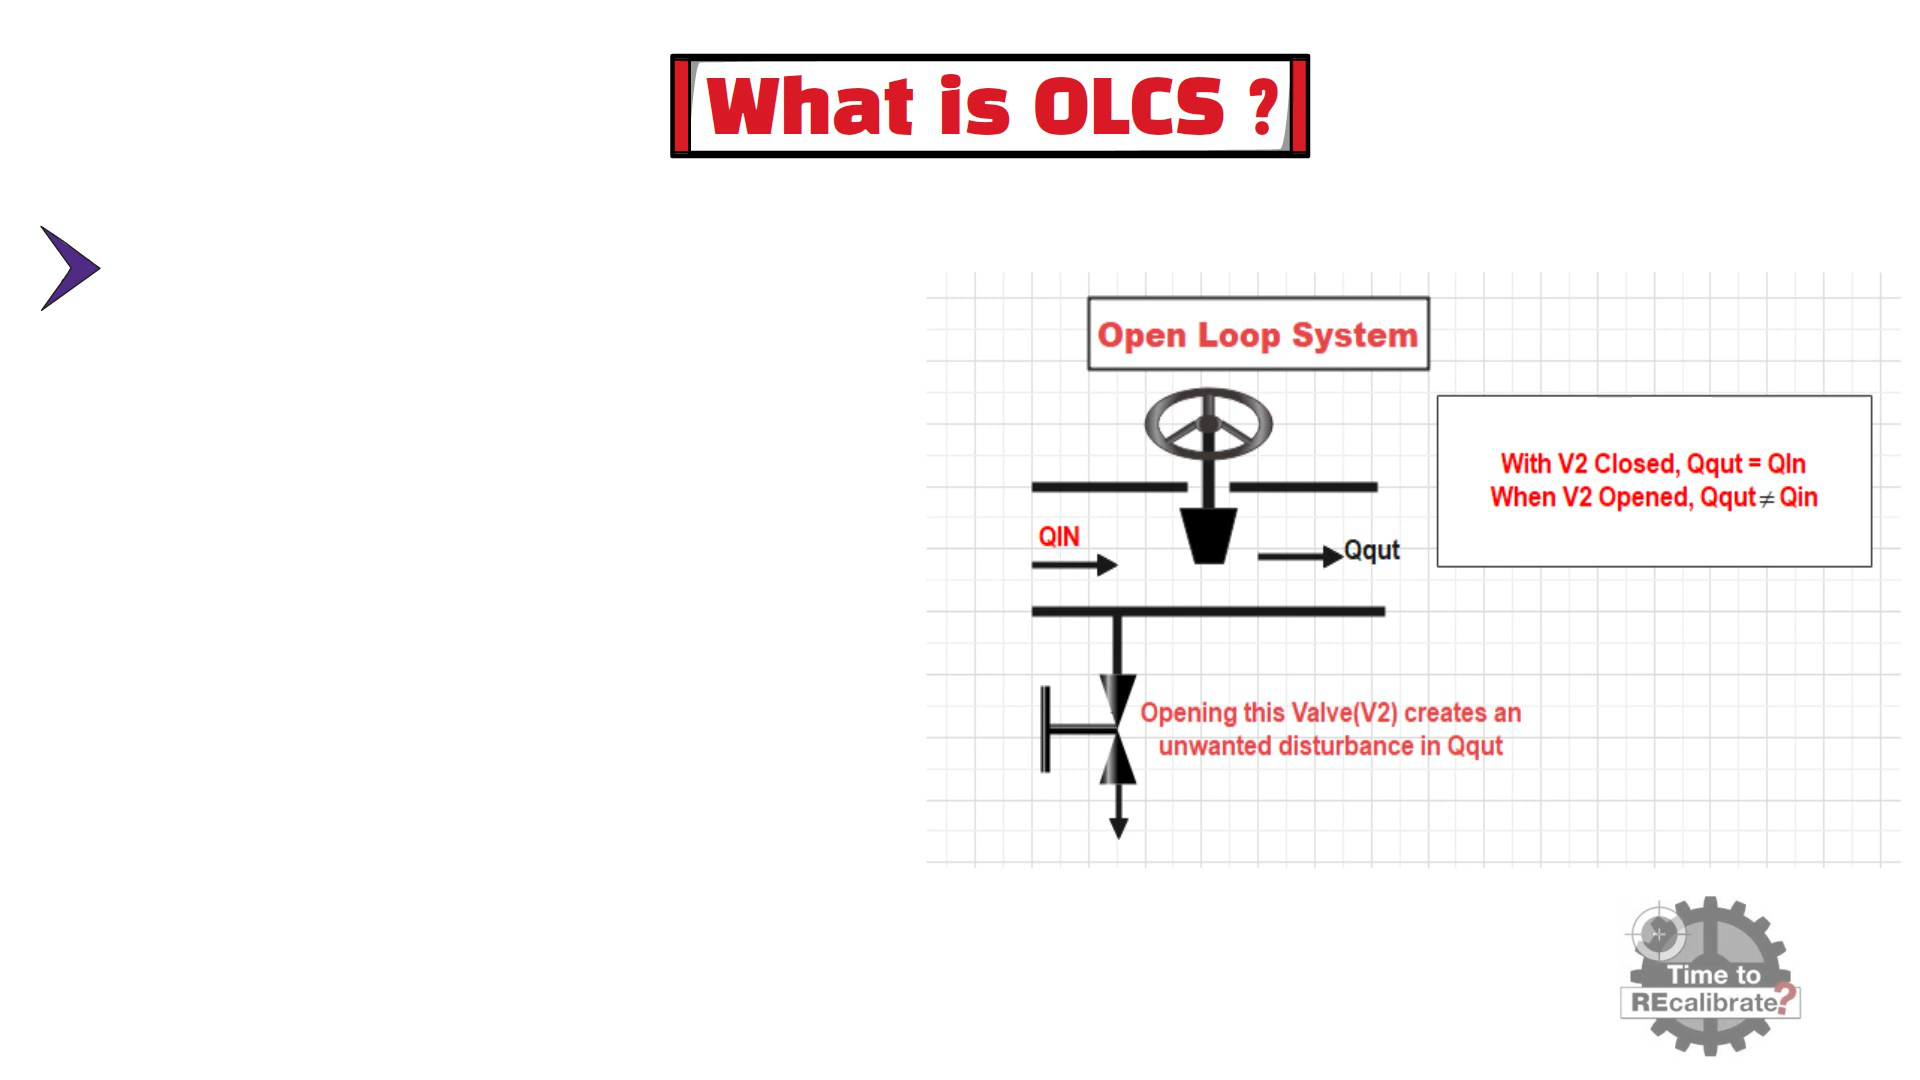 What is OLCS ?
Open Loop System
With V2 Closed, Qqut = QIn
When V2 Opened, Qqut ≠ Qin
QIN
Qqut
Opening this Valve(V2) creates an
unwanted disturbance in Qqut
Time to
REcalibrate?